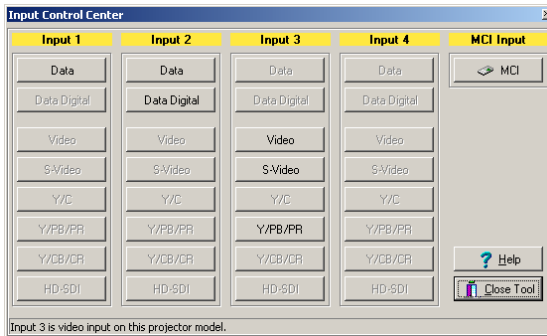 Input Control Center
Input 1 Input 2 Input 3 Input 4 MCI Input
Data Data Data Data MCI
Data Digital Data Digital Data Digital Data Digital
Video Video Video Video
S-Video S-Video S-Video S-Video
Y/C Y/C Y/C Y/C
Y/PB/PR Y/PB/PR Y/PB/PR Y/PB/PR
Y/CB/CR Y/CB/CR Y/CB/CR Y/CB/CR Help
HD-SDI HD-SDI HD-SDI HD-SDI Close Tool
Input 3 is video input on this projector model.